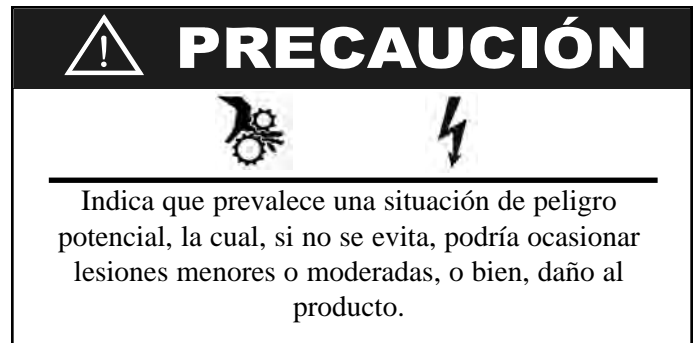 PRECAUCIÓN
Indica que prevalece una situación de peligro
potencial, la cual, si no se evita, podría ocasionar
lesiones menores o moderadas, o bien, daño al
producto.